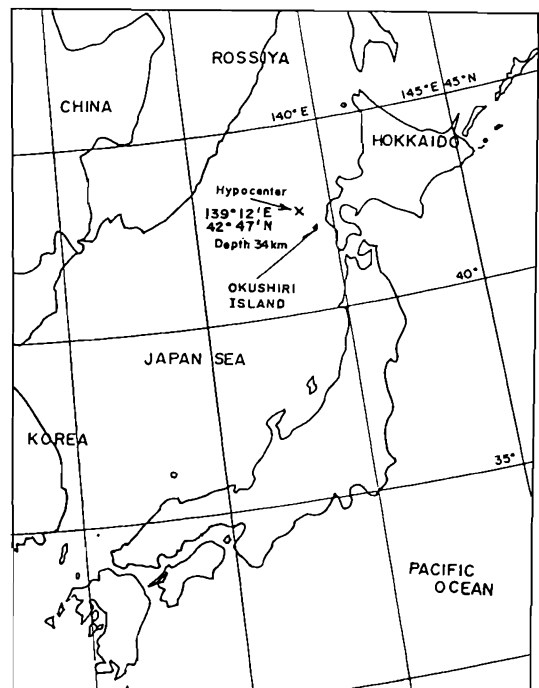 ROSSIYA
CHINA
145°E 45°N
140°E
HOKKAIDO
Hypocenter
139°12'E
42°47'N
Depth 34km
OKUSHIRI
ISLAND
40°
JAPAN SEA
KOREA
35°
PACIFIC
OCEAN